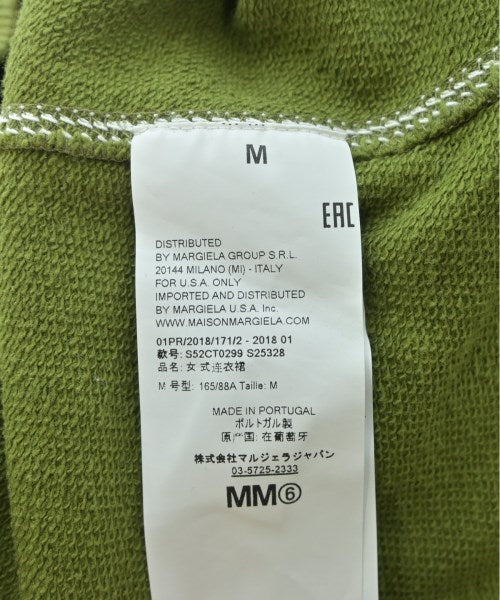 M
EAC
DISTRIBUTED
BY MARGIELA GROUP S.R.L.
20144 MILANO (MI) - ITALY
FOR U.S.A. ONLY
IMPORTED AND DISTRIBUTED
BY MARGIELA U.S.A. Inc.
WWW.MAISONMARGIELA.COM
01PR/2018/171/2 - 2018 01
款号: S52CT0299 S25328
品名: 女式连衣裙
M 号型: 165/88A Taille: M
MADE IN PORTUGAL
ポルトガル製
原产国: 在葡萄牙
株式会社マルジェラジャパン
03-5725-2333
MM⑥